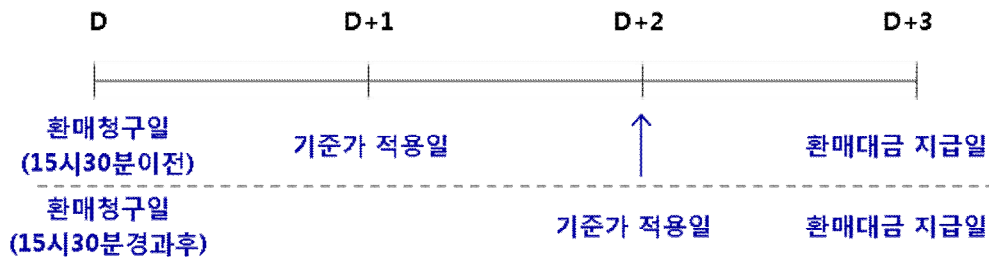 D D+1 D+2 D+3
환매청구일
(15시30분이전)
기준가 적용일
환매대금 지급일
환매청구일
(15시30분경과후)
기준가 적용일
환매대금 지급일